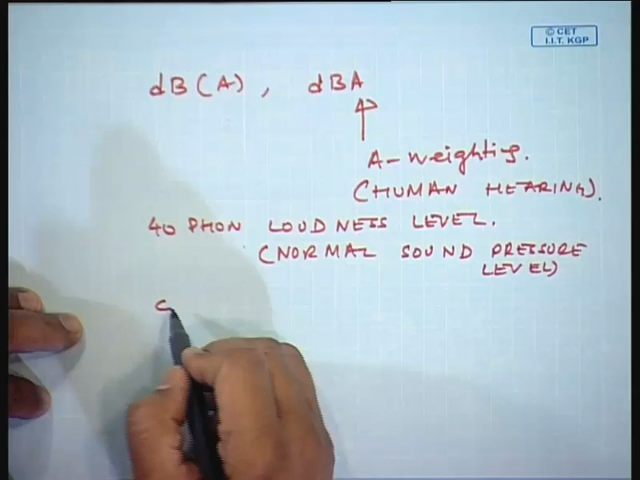 © CET
I.I.T. KGP
dB (A) , dBA
A-weighting.
(HUMAN HEARING).
40 PHON LOUDNESS LEVEL.
(NORMAL SOUND PRESSURE
LEVEL)
C